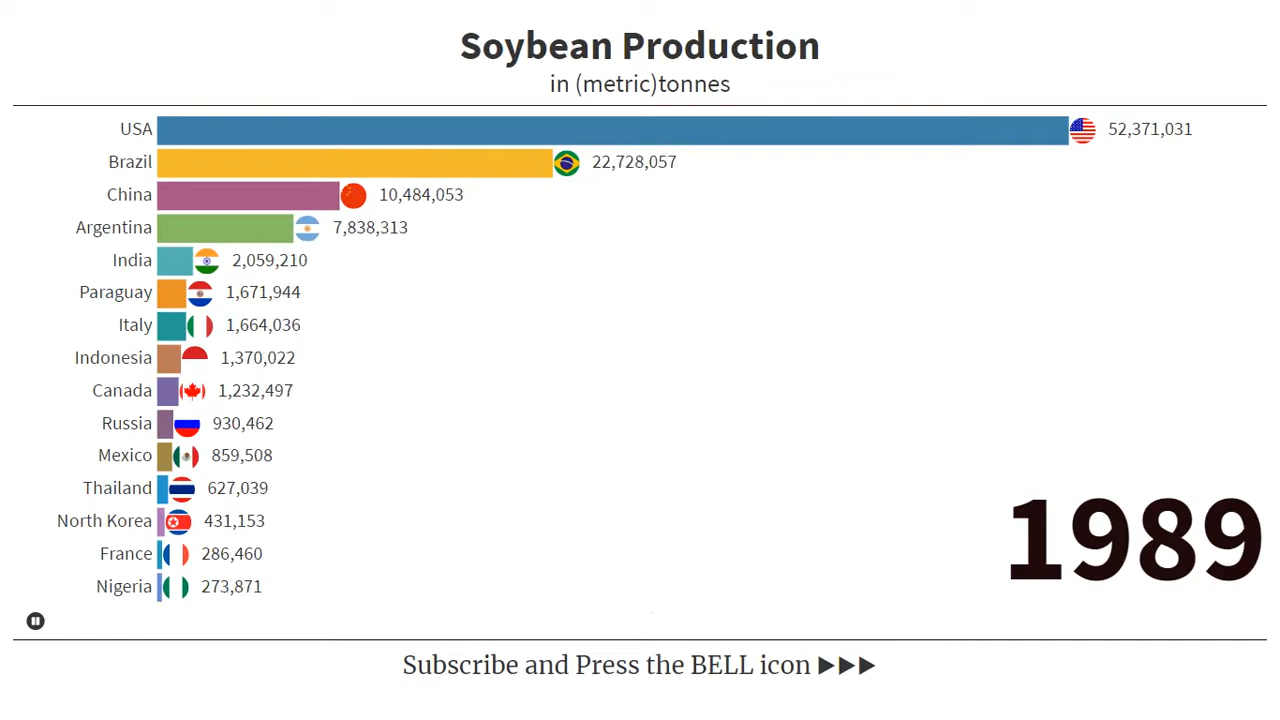 Soybean Production
in (metric)tonnes
USA 52,371,031
Brazil 22,728,057
China 10,484,053
Argentina 7,838,313
India 2,059,210
Paraguay 1,671,944
Italy 1,664,036
Indonesia 1,370,022
Canada 1,232,497
Russia 930,462
Mexico 859,508
Thailand 627,039
North Korea 431,153
France 286,460
Nigeria 273,871
1989
Subscribe and Press the BELL icon ▶▶▶